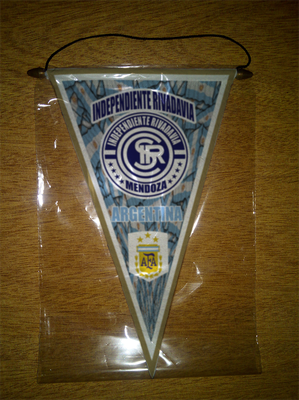 INDEPENDIENTE RIVADAVIA
INDEPENDIENTE RIVADAVIA
CSIR
MENDOZA
ARGENTINA
AFA